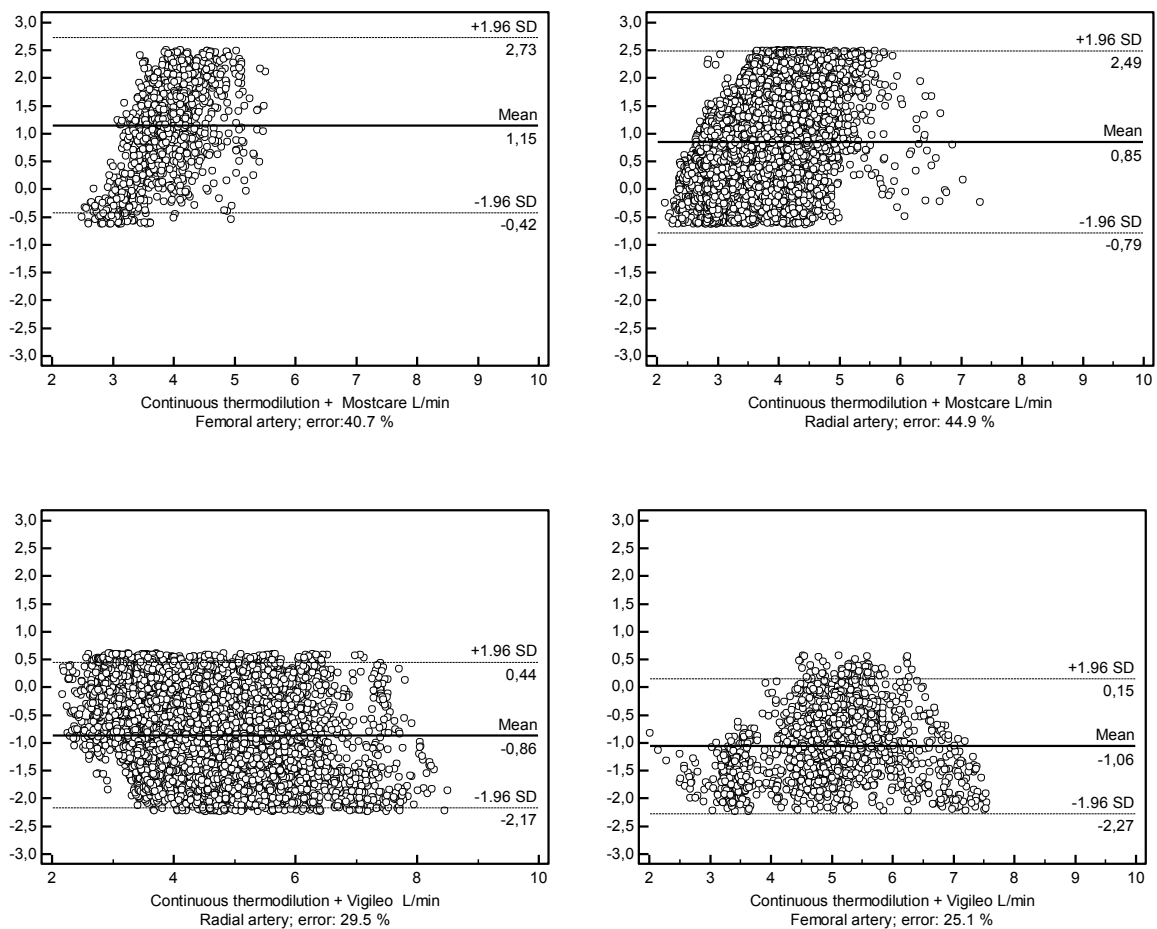 3,0
2,5
2,0
1,5
1,0
0,5
0,0
-0,5
-1,0
-1,5
-2,0
-2,5
-3,0
+1.96 SD
2,73
Mean
1,15
-1.96 SD
-0,42
2 3 4 5 6 7 8 9 10
Continuous thermodilution + Mostcare L/min
Femoral artery; error:40.7 %
3,0
2,5
2,0
1,5
1,0
0,5
0,0
-0,5
-1,0
-1,5
-2,0
-2,5
-3,0
+1.96 SD
2,49
Mean
0,85
-1.96 SD
-0,79
2 3 4 5 6 7 8 9 10
Continuous thermodilution + Mostcare L/min
Radial artery; error: 44.9 %
3,0
2,5
2,0
1,5
1,0
0,5
0,0
-0,5
-1,0
-1,5
-2,0
-2,5
-3,0
+1.96 SD
0,44
Mean
-0,86
-1.96 SD
-2,17
2 4 6 8 10
Continuous thermodilution + Vigileo L/min
Radial artery; error: 29.5 %
3,0
2,5
2,0
1,5
1,0
0,5
0,0
-0,5
-1,0
-1,5
-2,0
-2,5
-3,0
+1.96 SD
0,15
Mean
-1,06
-1.96 SD
-2,27
2 3 4 5 6 7 8 9 10
Continuous thermodilution + Vigileo L/min
Femoral artery; error: 25.1 %